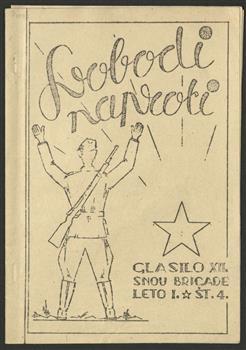 Svobodi
naproti
GLASILO XII.
SNOU BRIGADE
LETO I. ☆ ŠT. 4.